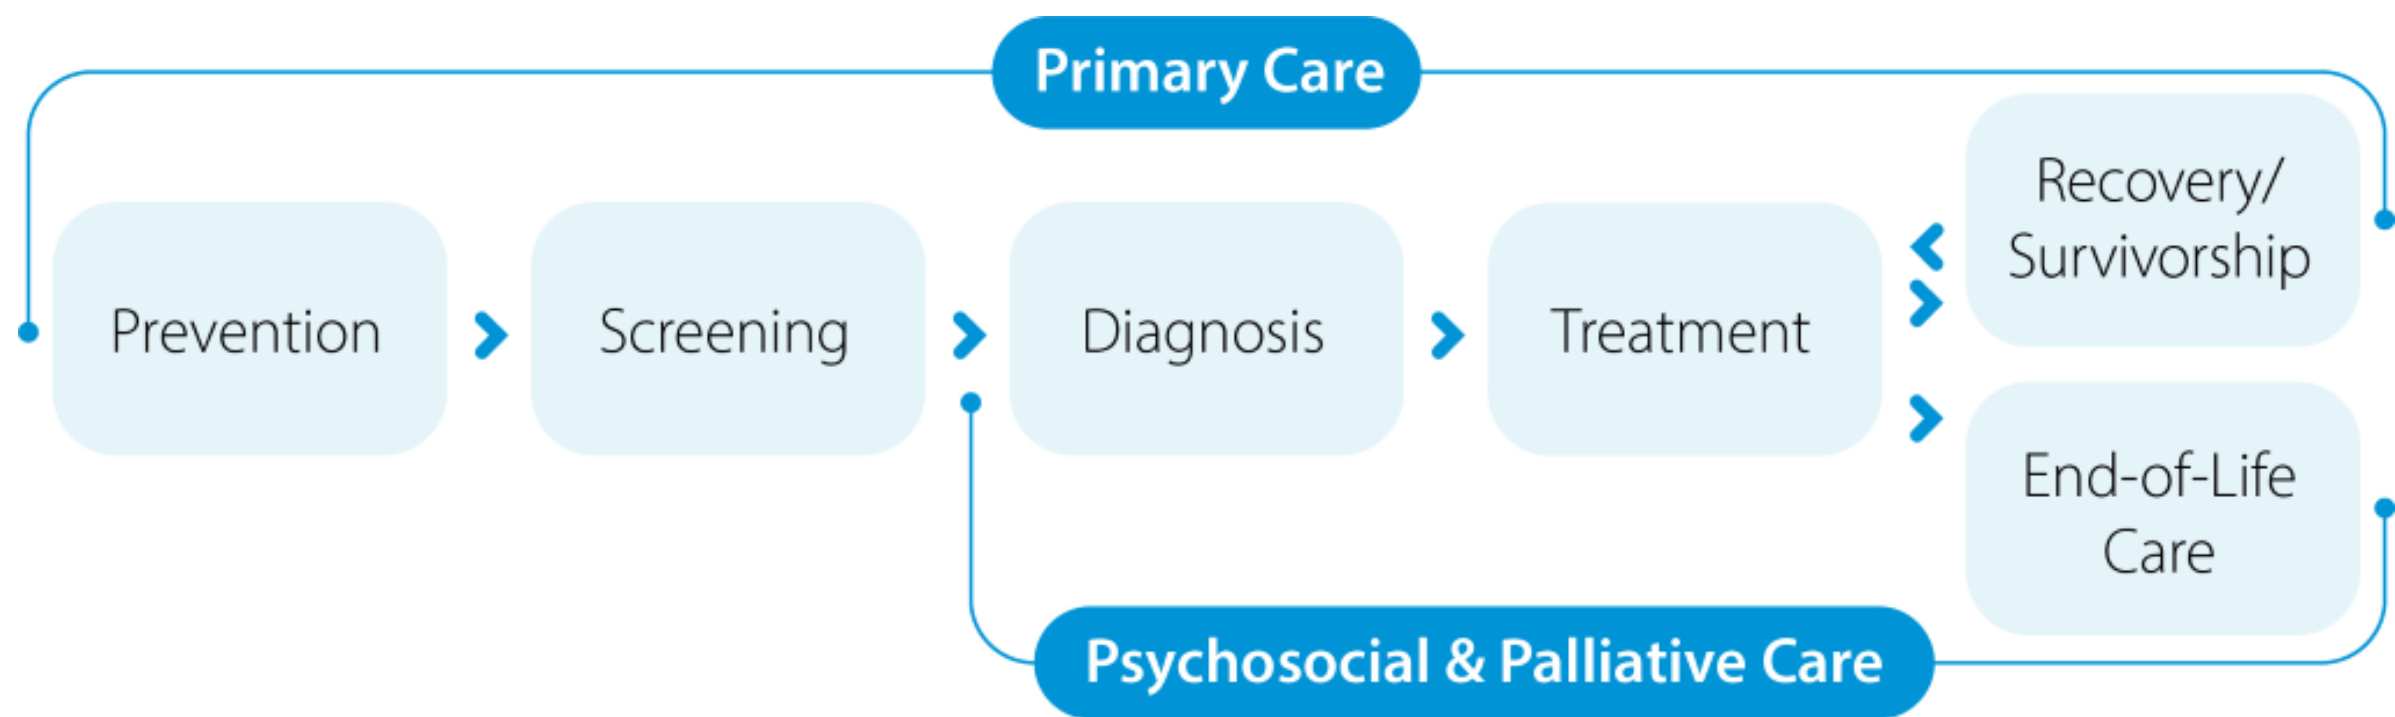 Primary Care
Prevention
Screening
Diagnosis
Treatment
Recovery/
Survivorship
End-of-Life
Care
Psychosocial & Palliative Care